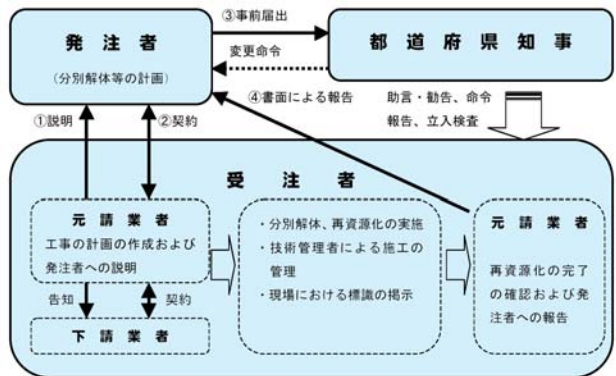 ③事前届出
発注者
(分別解体等の計画)
都道府県知事
変更命令
④書面による報告
助言・勧告、命令
報告、立入検査
①説明
②契約
受注者
元請業者
工事の計画の作成および
発注者への説明
告知
契約
下請業者
・分別解体、再資源化の実施
・技術管理者による施工の
管理
・現場における標識の掲示
元請業者
再資源化の完了
の確認および発
注者への報告